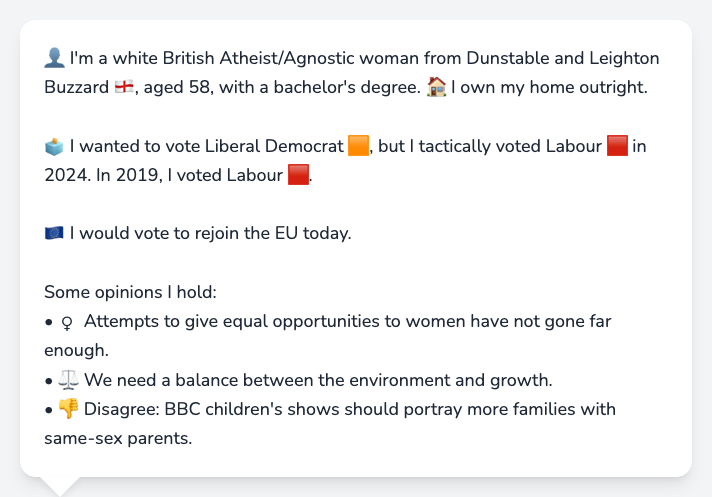 👤 I'm a white British Atheist/Agnostic woman from Dunstable and Leighton
Buzzard 🏴󠁧󠁢󠁥󠁮󠁧󠁿, aged 58, with a bachelor's degree. 🏠 I own my home outright.
🗳️ I wanted to vote Liberal Democrat 🟧, but I tactically voted Labour 🟥 in
2024. In 2019, I voted Labour 🟥.
🇪🇺 I would vote to rejoin the EU today.
Some opinions I hold:
• ♀ Attempts to give equal opportunities to women have not gone far
enough.
• ⚖️ We need a balance between the environment and growth.
• 👎 Disagree: BBC children's shows should portray more families with
same-sex parents.